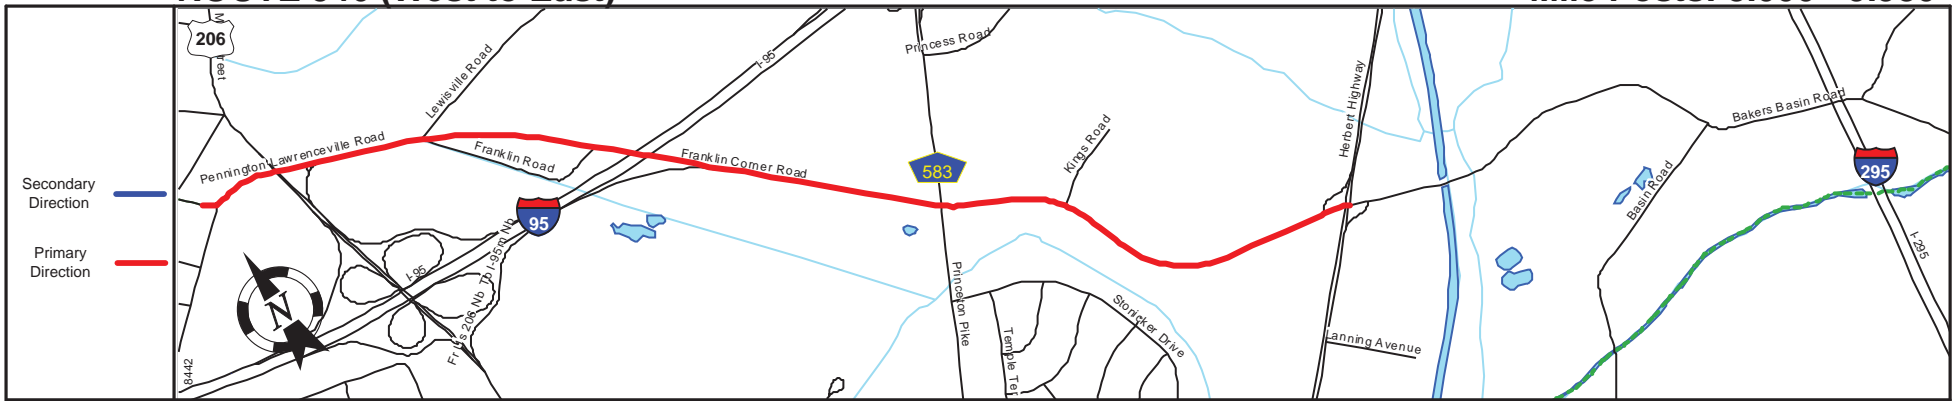 206
Princess Road
Lewisville Road
I-95
Herbert Highway
Bakers Basin Road
Pennington Lawrenceville Road
Franklin Road
Franklin Corner Road
Kings Road
583
295
Secondary
Direction
Basin Road
95
Primary
Direction
I-95
I-295
N
Princeton Pike
Stonicker Drive
Temple Ter
Lanning Avenue
8442